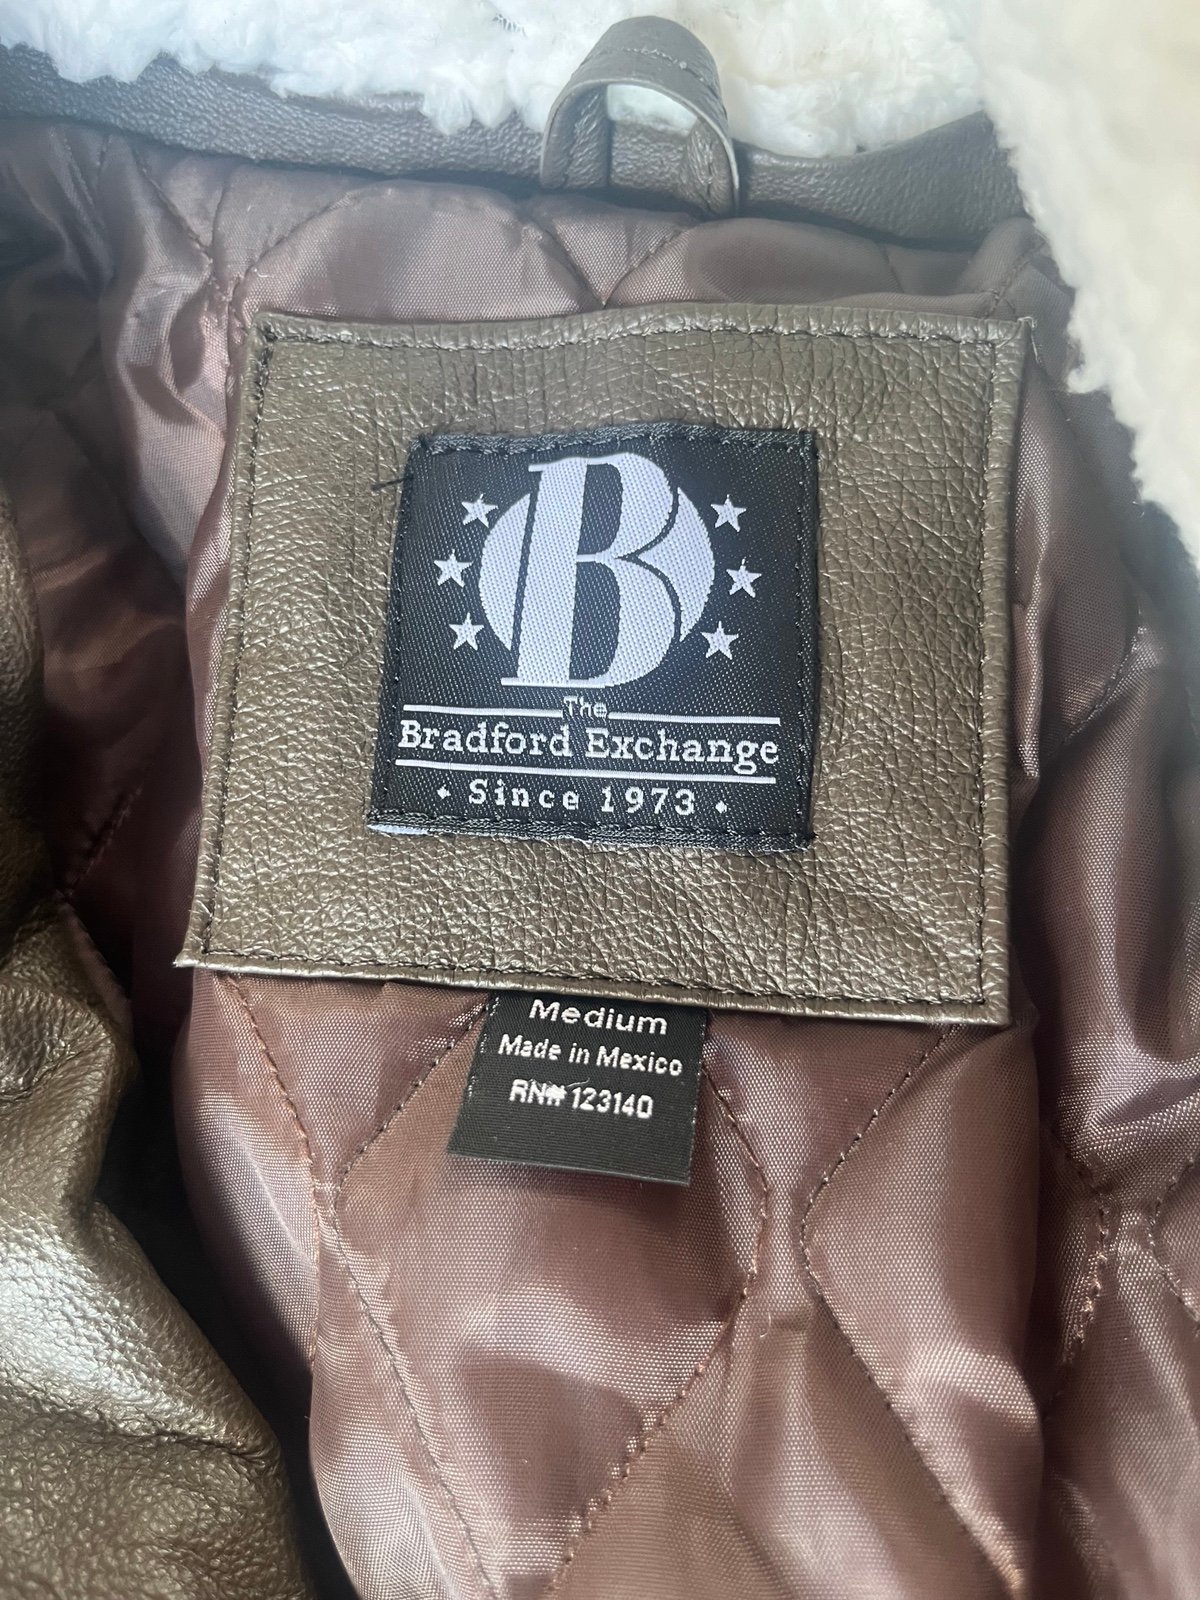 B
The
Bradford Exchange
• Since 1973 •
Medium
Made in Mexico
RN# 123140